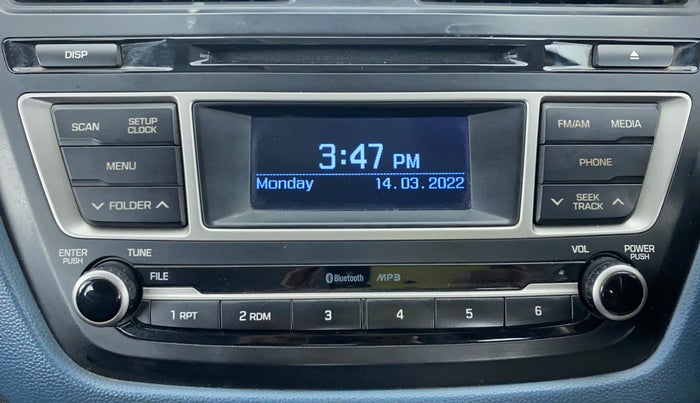 DISP
SCAN
SETUP
CLOCK
MENU
FOLDER
3:47 PM
Monday 14.03.2022
FM/AM
MEDIA
PHONE
SEEK
TRACK
ENTER
PUSH
TUNE
FILE
Bluetooth
MP3
VOL
POWER
PUSH
1 RPT
2 RDM
3
4
5
6